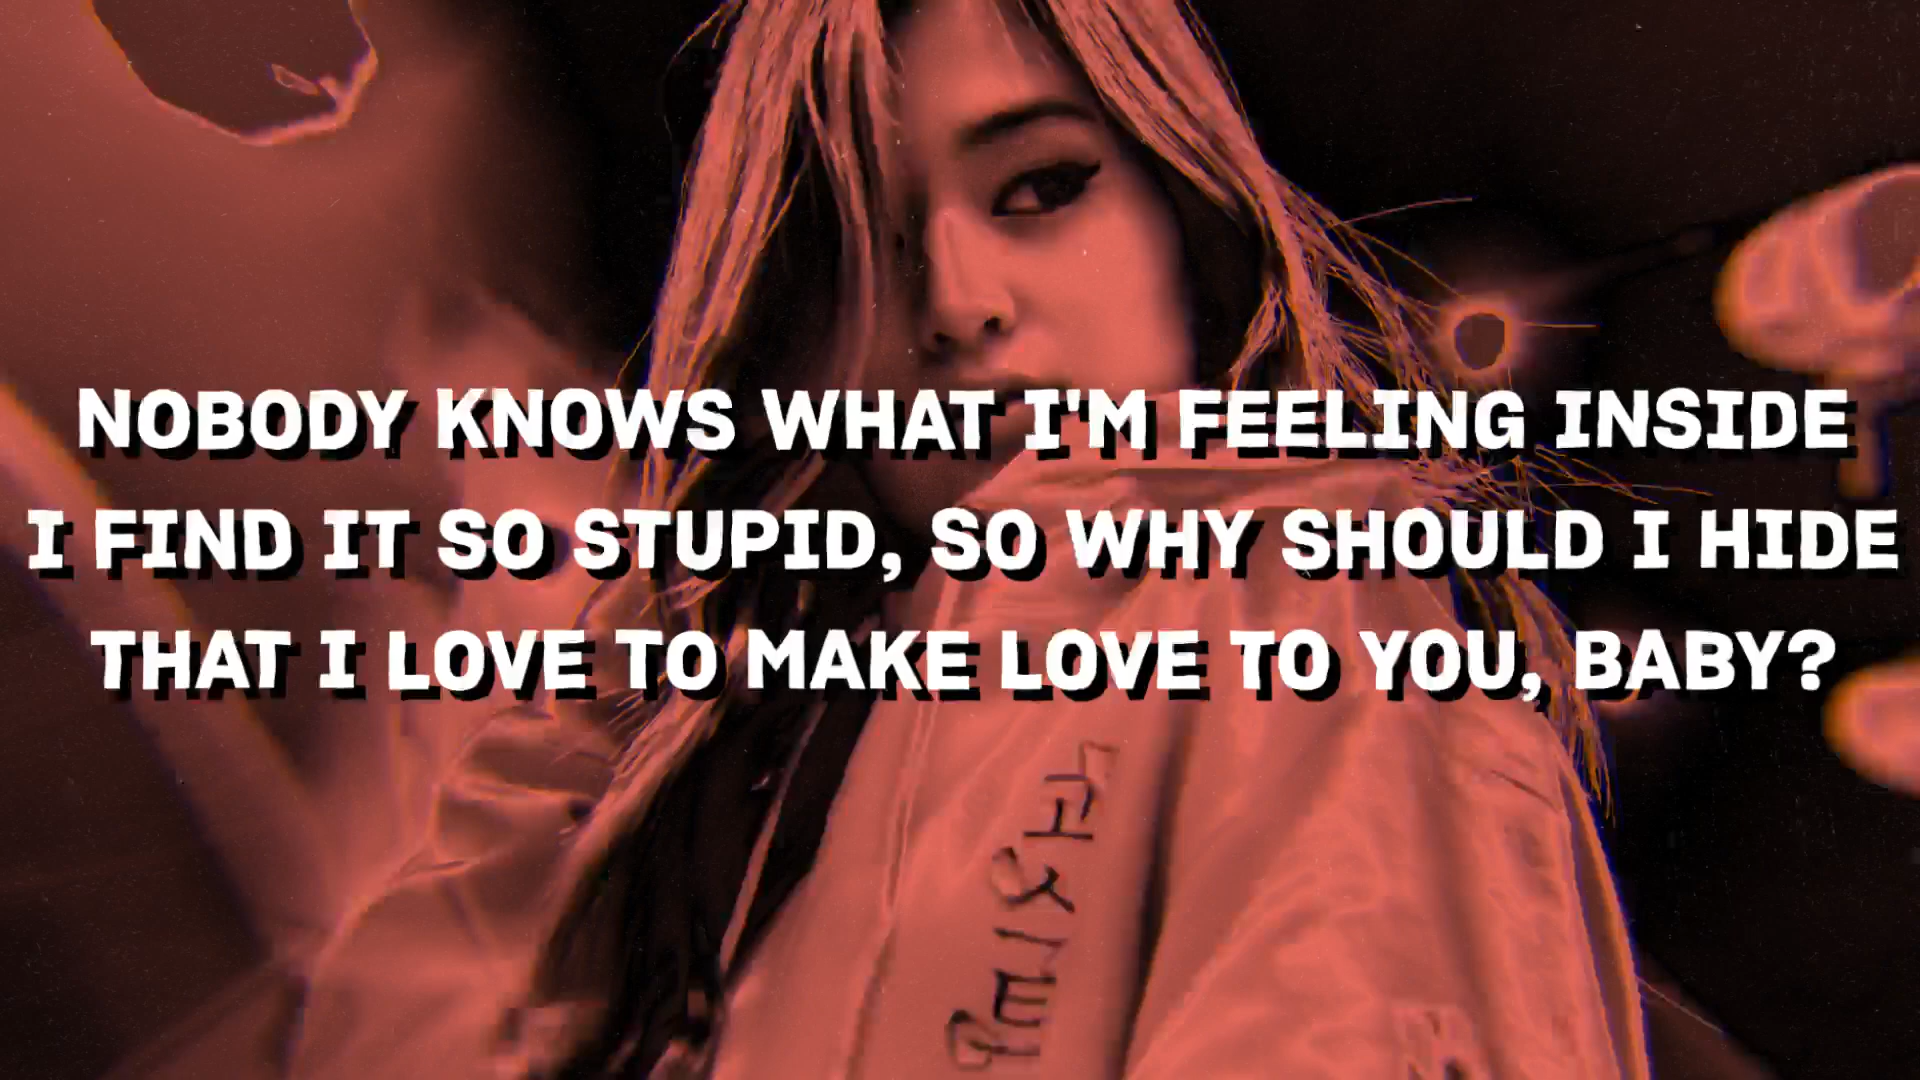 NOBODY KNOWS WHAT I'M FEELING INSIDE
I FIND IT SO STUPID, SO WHY SHOULD I HIDE
THAT I LOVE TO MAKE LOVE TO YOU, BABY?